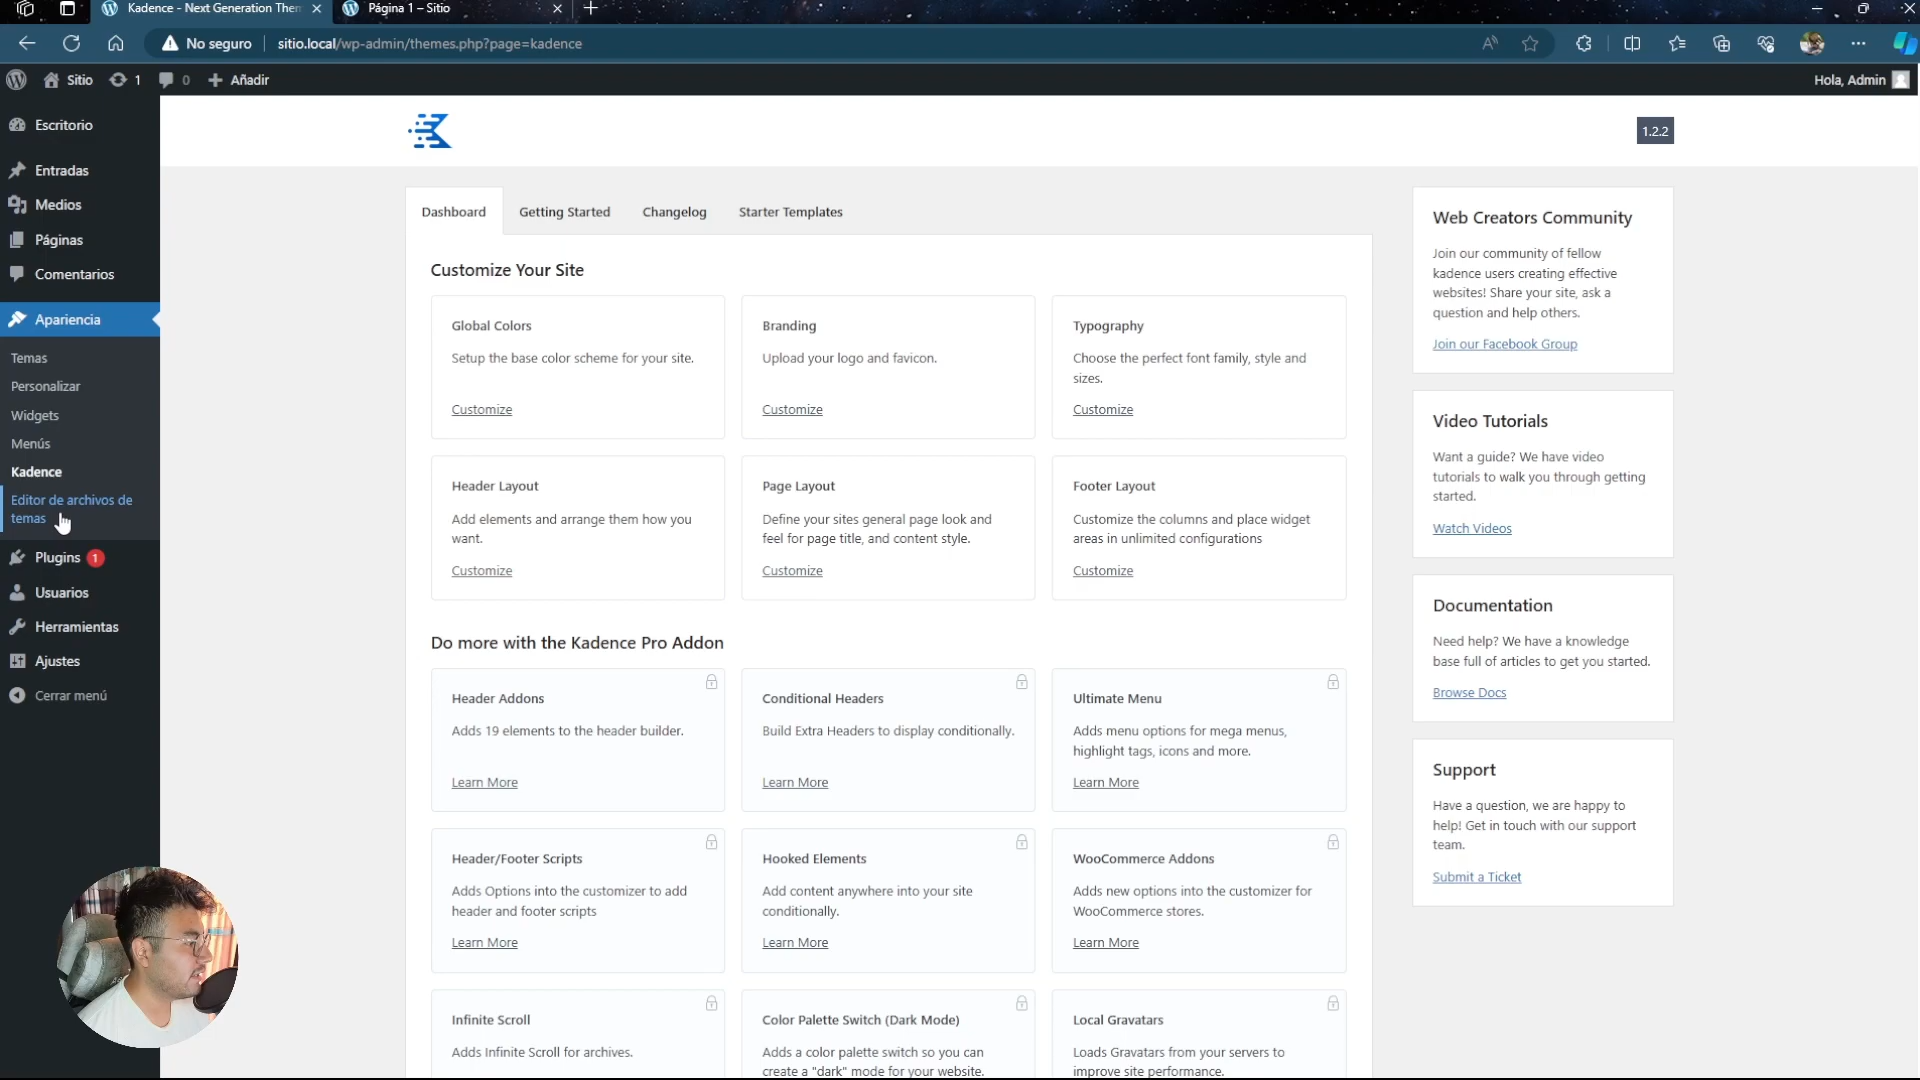 Kadence - Next Generation Then
Página 1 – Sitio
No seguro
sitio.local/wp-admin/themes.php?page=kadence
Sitio
1
0
Añadir
Hola, Admin
Escritorio
Entradas
Medios
Páginas
Comentarios
Apariencia
Temas
Personalizar
Widgets
Menús
Kadence
Editor de archivos de
temas
Plugins 1
Usuarios
Herramientas
Ajustes
Cerrar menú
1.2.2
Dashboard
Getting Started
Changelog
Starter Templates
Customize Your Site
Global Colors
Setup the base color scheme for your site.
Customize
Branding
Upload your logo and favicon.
Customize
Typography
Choose the perfect font family, style and
sizes.
Customize
Header Layout
Add elements and arrange them how you
want.
Customize
Page Layout
Define your sites general page look and
feel for page title, and content style.
Customize
Footer Layout
Customize the columns and place widget
areas in unlimited configurations
Customize
Do more with the Kadence Pro Addon
Header Addons
Adds 19 elements to the header builder.
Learn More
Conditional Headers
Build Extra Headers to display conditionally.
Learn More
Ultimate Menu
Adds menu options for mega menus,
highlight tags, icons and more.
Learn More
Header/Footer Scripts
Adds Options into the customizer to add
header and footer scripts
Learn More
Hooked Elements
Add content anywhere into your site
conditionally.
Learn More
WooCommerce Addons
Adds new options into the customizer for
WooCommerce stores.
Learn More
Infinite Scroll
Adds Infinite Scroll for archives.
Color Palette Switch (Dark Mode)
Adds a color palette switch so you can
create a "dark" mode for your website.
Local Gravatars
Loads Gravatars from your servers to
improve site performance.
Web Creators Community
Join our community of fellow
kadence users creating effective
websites! Share your site, ask a
question and help others.
Join our Facebook Group
Video Tutorials
Want a guide? We have video
tutorials to walk you through getting
started.
Watch Videos
Documentation
Need help? We have a knowledge
base full of articles to get you started.
Browse Docs
Support
Have a question, we are happy to
help! Get in touch with our support
team.
Submit a Ticket